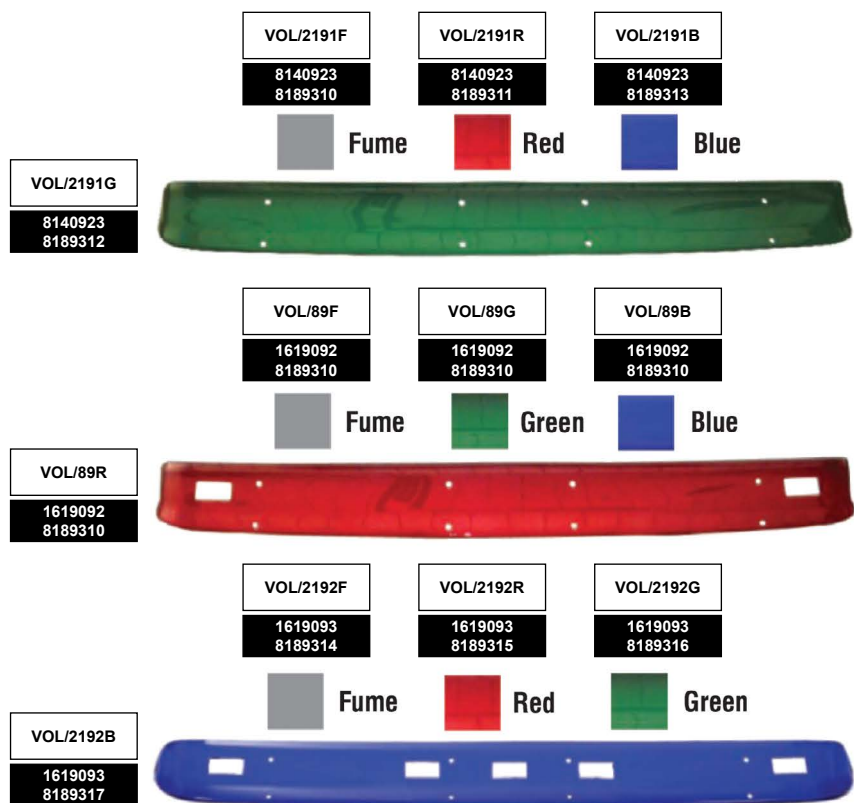 VOL/2191F
8140923
8189310
VOL/2191R
8140923
8189311
VOL/2191B
8140923
8189313
Fume
Red
Blue
VOL/2191G
8140923
8189312
VOL/89F
1619092
8189310
VOL/89G
1619092
8189310
VOL/89B
1619092
8189310
Fume
Green
Blue
VOL/89R
1619092
8189310
VOL/2192F
1619093
8189314
VOL/2192R
1619093
8189315
VOL/2192G
1619093
8189316
Fume
Red
Green
VOL/2192B
1619093
8189317